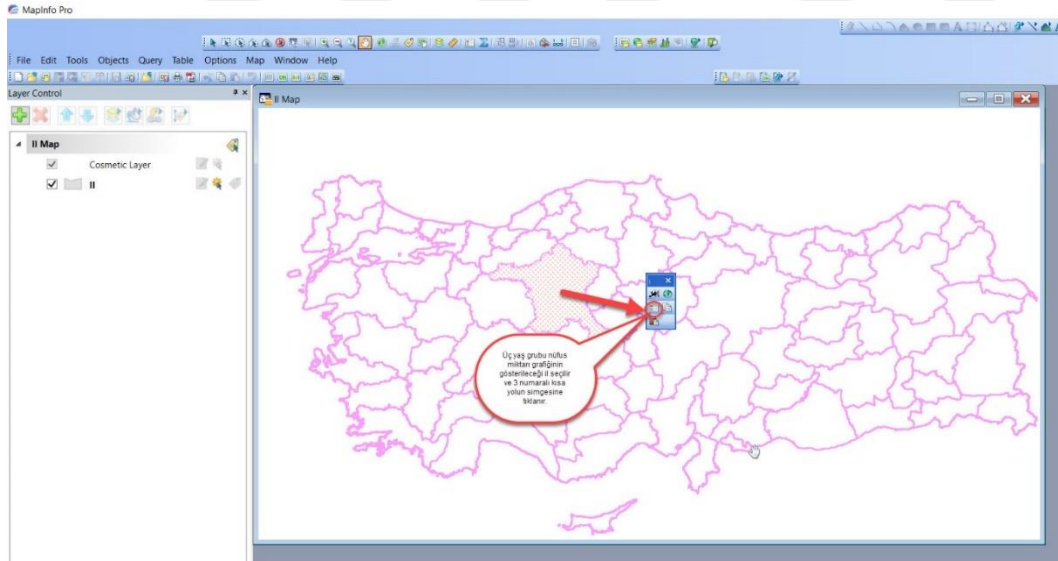 MapInfo Pro
File Edit Tools Objects Query Table Options Map Window Help
Layer Control
Il Map
Cosmetic Layer
Il
Il Map
Üç yaş grubu nüfus
miktarı grafiğinin
gösterileceği il seçilir
ve 3 numaralı kısa
yolun simgesine
tıklanır.